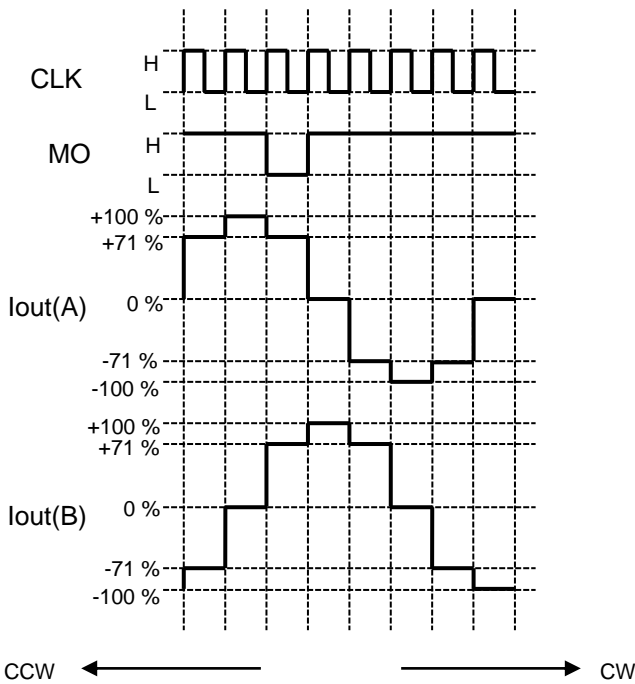 CLK
H
L
MO
H
L
Iout(A)
+100 %
+71 %
0 %
-71 %
-100 %
Iout(B)
+100 %
+71 %
0 %
-71 %
-100 %
CCW
CW